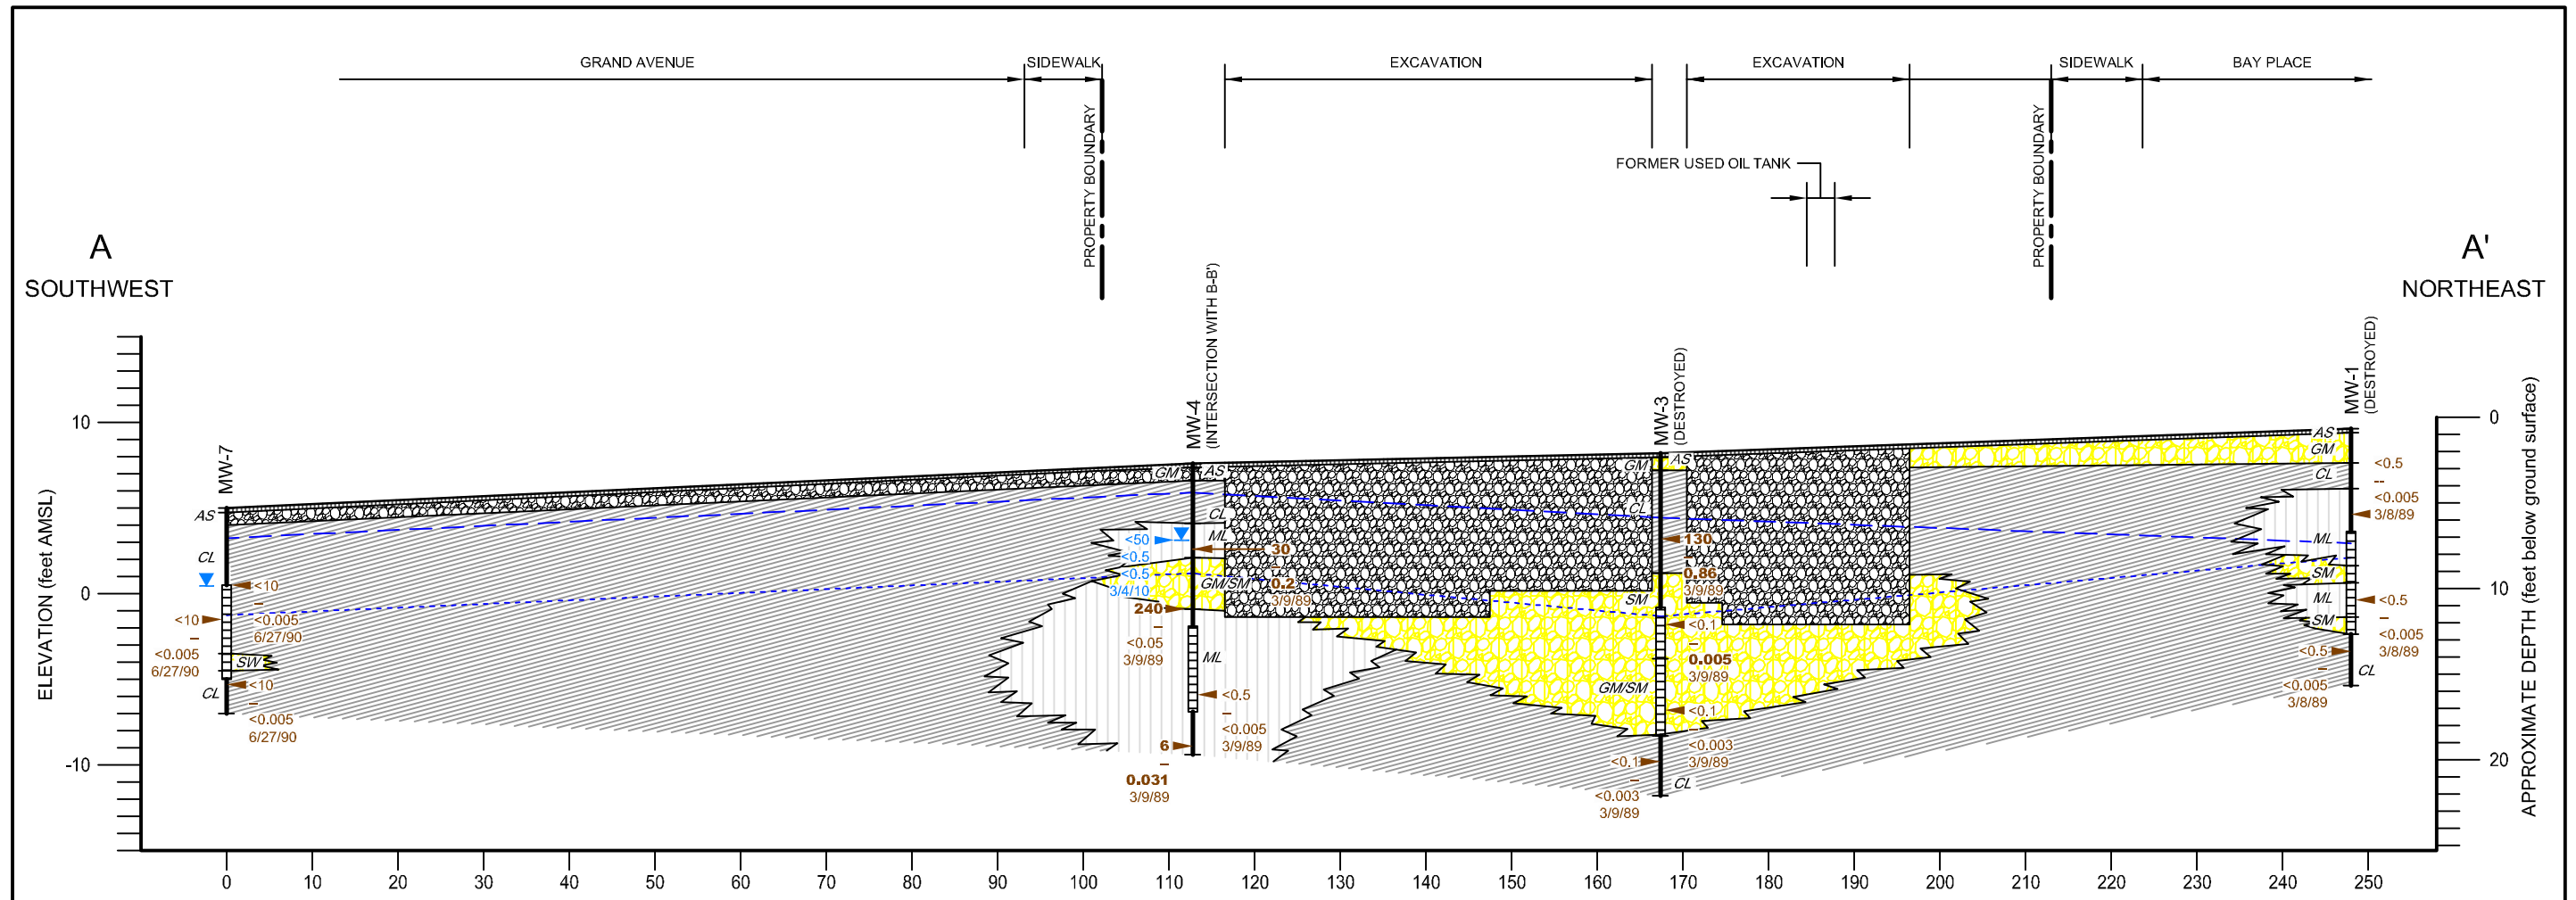 GRAND AVENUE
SIDEWALK
EXCAVATION
EXCAVATION
SIDEWALK
BAY PLACE
PROPERTY BOUNDARY
PROPERTY BOUNDARY
FORMER USED OIL TANK
A
SOUTHWEST
A'
NORTHEAST
ELEVATION (feet AMSL)
10
0
-10
APPROXIMATE DEPTH (feet below ground surface)
0
10
20
MW-7
AS
CL
<10
–
<0.005
6/27/90
<10
–
<0.005
6/27/90
SW
<10
–
<0.005
6/27/90
CL
MW-4
(INTERSECTION WITH B-B')
GM
AS
CL
<50
<0.5
<0.5
3/4/10
ML
30
–
0.2
3/9/89
GM/SM
240
–
<0.05
3/9/89
ML
<0.5
–
<0.005
3/9/89
6
–
0.031
3/9/89
MW-3
(DESTROYED)
GM
AS
CL
130
–
0.86
3/9/89
SM
<0.1
–
0.005
3/9/89
GM/SM
<0.1
–
<0.003
3/9/89
<0.1
–
<0.003
3/9/89
CL
MW-1
(DESTROYED)
AS
GM
CL
<0.5
--
<0.005
3/8/89
ML
SM
ML
<0.5
–
<0.005
3/8/89
SM
<0.5
–
<0.005
3/8/89
CL
0 10 20 30 40 50 60 70 80 90 100 110 120 130 140 150 160 170 180 190 200 210 220 230 240 250